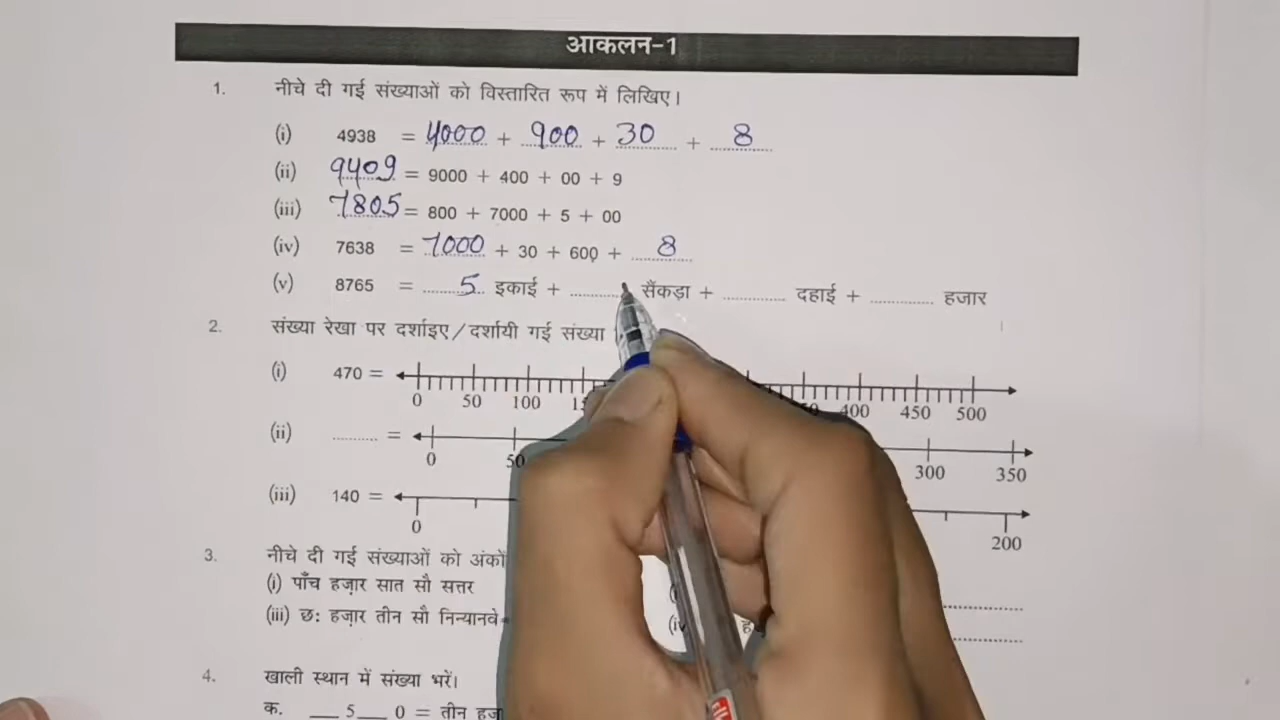 आकलन-1
1. नीचे दी गई संख्याओं को विस्तारित रूप में लिखिए।
(i) 4938 = 4000 + 900 + 30 + 8
(ii) 9409 = 9000 + 400 + 00 + 9
(iii) 7805 = 800 + 7000 + 5 + 00
(iv) 7638 = 7000 + 30 + 600 + 8
(v) 8765 = 5 इकाई + ........ सैंकड़ा + ........ दहाई + ........ हजार
2. संख्या रेखा पर दर्शाइए/दर्शायी गई संख्या
(i) 470 =
0 50 100 400 450 500
(ii) ........ =
0 50 300 350
(iii) 140 =
0 200
3. नीचे दी गई संख्याओं को अंकों
(i) पाँच हज़ार सात सौ सत्तर
(iii) छः हज़ार तीन सौ निन्यानवे
4. खाली स्थान में संख्या भरें।
क. __ 5 __ 0 = तीन